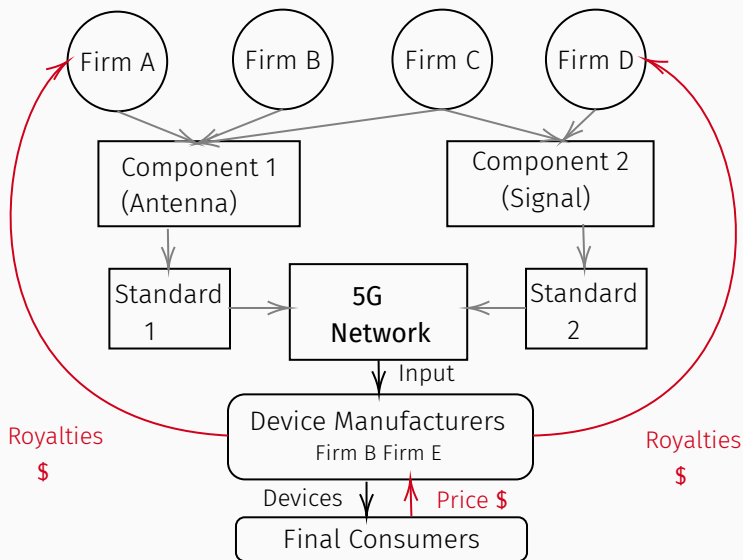 Firm A
Firm B
Firm C
Firm D
Component 1
(Antenna)
Component 2
(Signal)
Standard
1
5G
Network
Standard
2
Input
Device Manufacturers
Firm B Firm E
Royalties
$
Royalties
$
Devices
Price $
Final Consumers